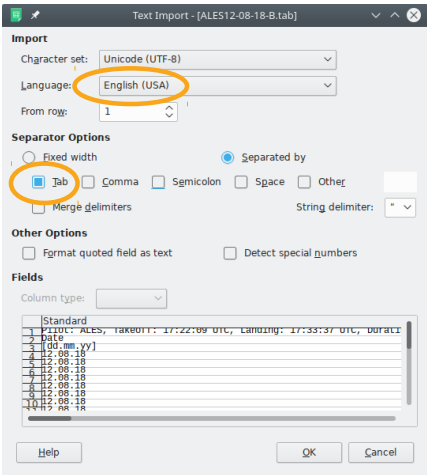 Text Import - [ALES12-08-18-B.tab]
Import
Character set: Unicode (UTF-8)
Language: English (USA)
From row: 1
Separator Options
Fixed width Separated by
Tab Comma Semicolon Space Other
Merge delimiters String delimiter: "
Other Options
Format quoted field as text Detect special numbers
Fields
Column type:
Standard
1 Pilot: ALES, Takeoff: 17:22:09 UTC, Landing: 17:33:37 UTC, Durati
2 Date
3 [dd.mm.yy]
4 12.08.18
5 12.08.18
6 12.08.18
7 12.08.18
8 12.08.18
9 12.08.18
10 12.08.18
12.08.18
Help OK Cancel